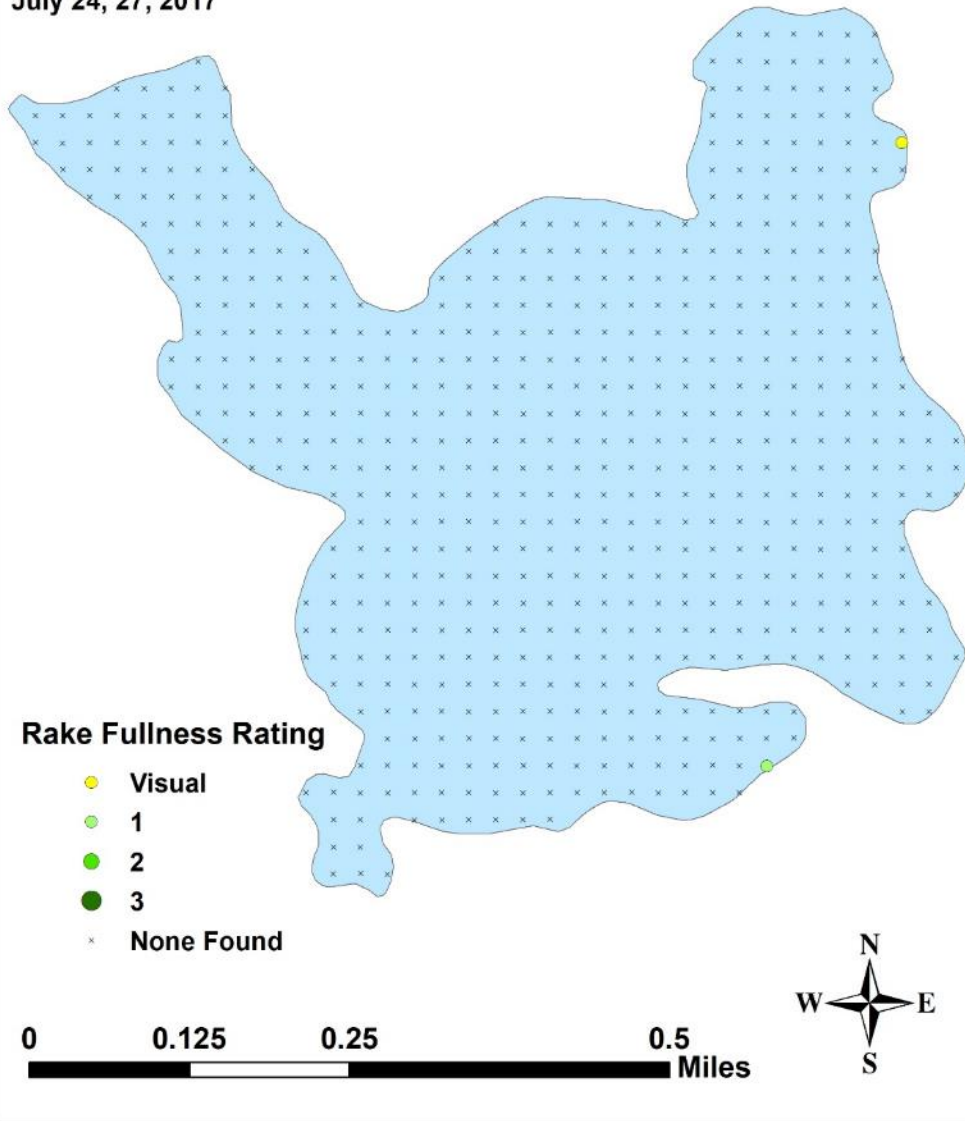 July 24, 27, 2017
Rake Fullness Rating
Visual
1
2
3
None Found
N
W E
S
0 0.125 0.25 0.5
Miles